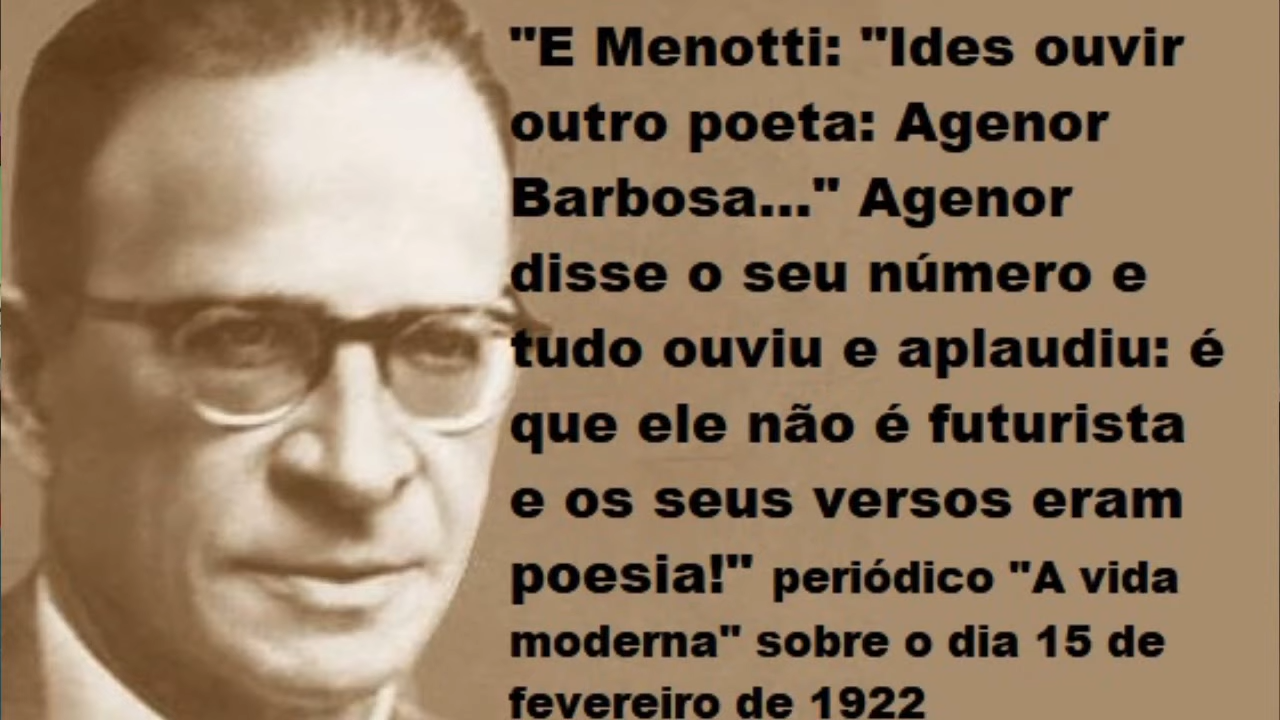 "E Menotti: "Ides ouvir
outro poeta: Agenor
Barbosa..." Agenor
disse o seu número e
tudo ouviu e aplaudiu: é
que ele não é futurista
e os seus versos eram
poesia!" periódico "A vida
moderna" sobre o dia 15 de
fevereiro de 1922